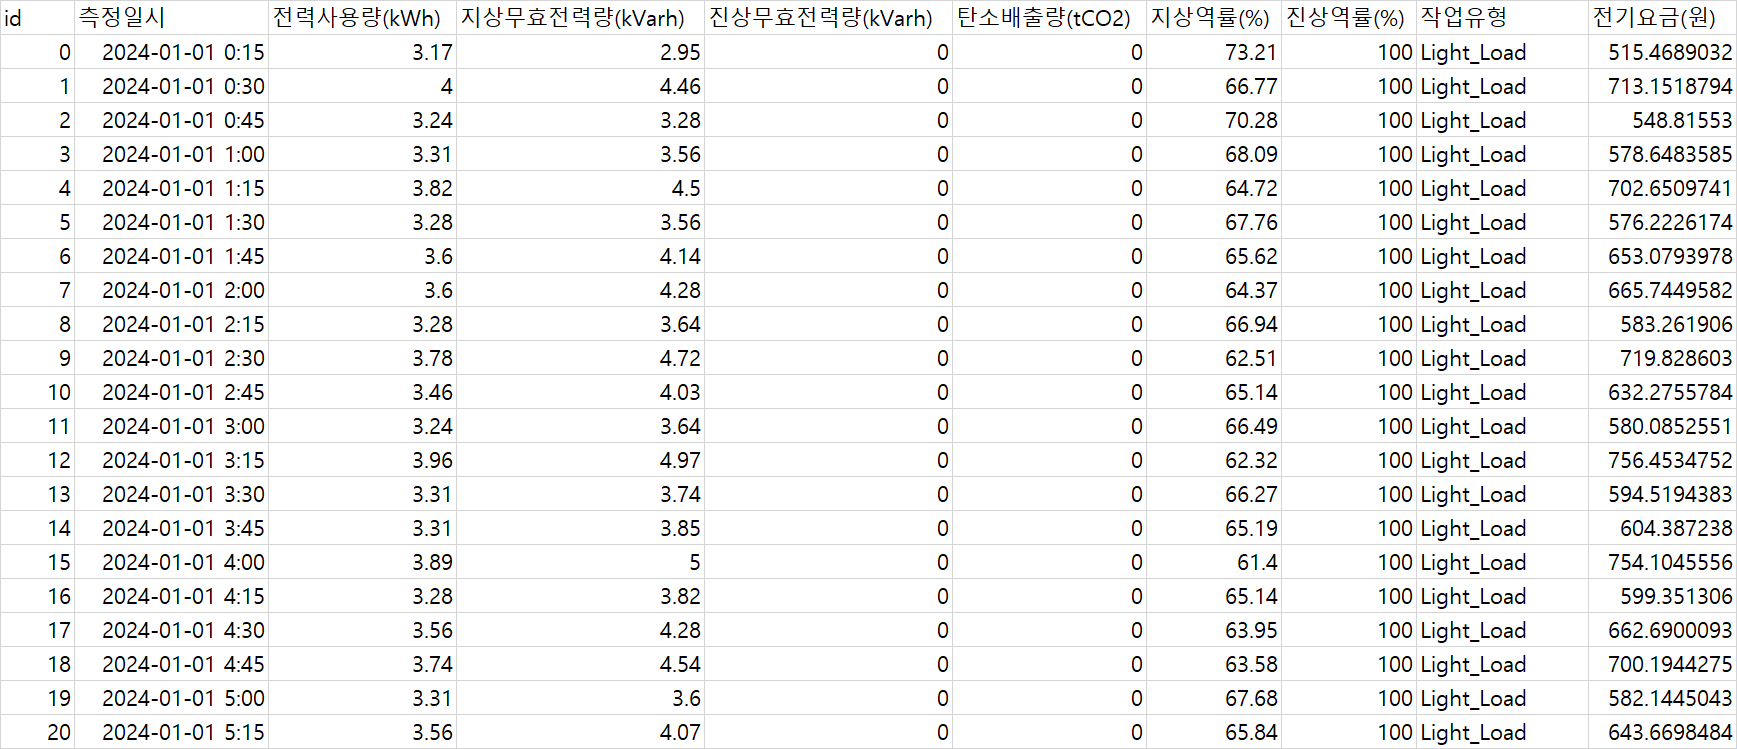 id 측정일시 전력사용량(kWh) 지상무효전력량(kVarh) 진상무효전력량(kVarh) 탄소배출량(tCO2) 지상역률(%) 진상역률(%) 작업유형 전기요금(원)
0 2024-01-01 0:15 3.17 2.95 0 0 73.21 100 Light_Load 515.4689032
1 2024-01-01 0:30 4 4.46 0 0 66.77 100 Light_Load 713.1518794
2 2024-01-01 0:45 3.24 3.28 0 0 70.28 100 Light_Load 548.81553
3 2024-01-01 1:00 3.31 3.56 0 0 68.09 100 Light_Load 578.6483585
4 2024-01-01 1:15 3.82 4.5 0 0 64.72 100 Light_Load 702.6509741
5 2024-01-01 1:30 3.28 3.56 0 0 67.76 100 Light_Load 576.2226174
6 2024-01-01 1:45 3.6 4.14 0 0 65.62 100 Light_Load 653.0793978
7 2024-01-01 2:00 3.6 4.28 0 0 64.37 100 Light_Load 665.7449582
8 2024-01-01 2:15 3.28 3.64 0 0 66.94 100 Light_Load 583.261906
9 2024-01-01 2:30 3.78 4.72 0 0 62.51 100 Light_Load 719.828603
10 2024-01-01 2:45 3.46 4.03 0 0 65.14 100 Light_Load 632.2755784
11 2024-01-01 3:00 3.24 3.64 0 0 66.49 100 Light_Load 580.0852551
12 2024-01-01 3:15 3.96 4.97 0 0 62.32 100 Light_Load 756.4534752
13 2024-01-01 3:30 3.31 3.74 0 0 66.27 100 Light_Load 594.5194383
14 2024-01-01 3:45 3.31 3.85 0 0 65.19 100 Light_Load 604.387238
15 2024-01-01 4:00 3.89 5 0 0 61.4 100 Light_Load 754.1045556
16 2024-01-01 4:15 3.28 3.82 0 0 65.14 100 Light_Load 599.351306
17 2024-01-01 4:30 3.56 4.28 0 0 63.95 100 Light_Load 662.6900093
18 2024-01-01 4:45 3.74 4.54 0 0 63.58 100 Light_Load 700.1944275
19 2024-01-01 5:00 3.31 3.6 0 0 67.68 100 Light_Load 582.1445043
20 2024-01-01 5:15 3.56 4.07 0 0 65.84 100 Light_Load 643.6698484